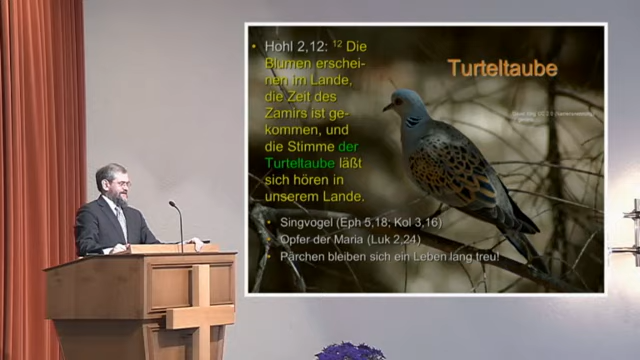 Hohl 2,12: 12 Die
Blumen erschei-
nen im Lande,
die Zeit des
Zamirs ist ge-
kommen, und
die Stimme der
Turteltaube läßt
sich hören in
unserem Lande.
Turteltaube
Singvogel (Eph 5,18; Kol 3,16)
Opfer der Maria (Luk 2,24)
Pärchen bleiben sich ein Leben lang treu!